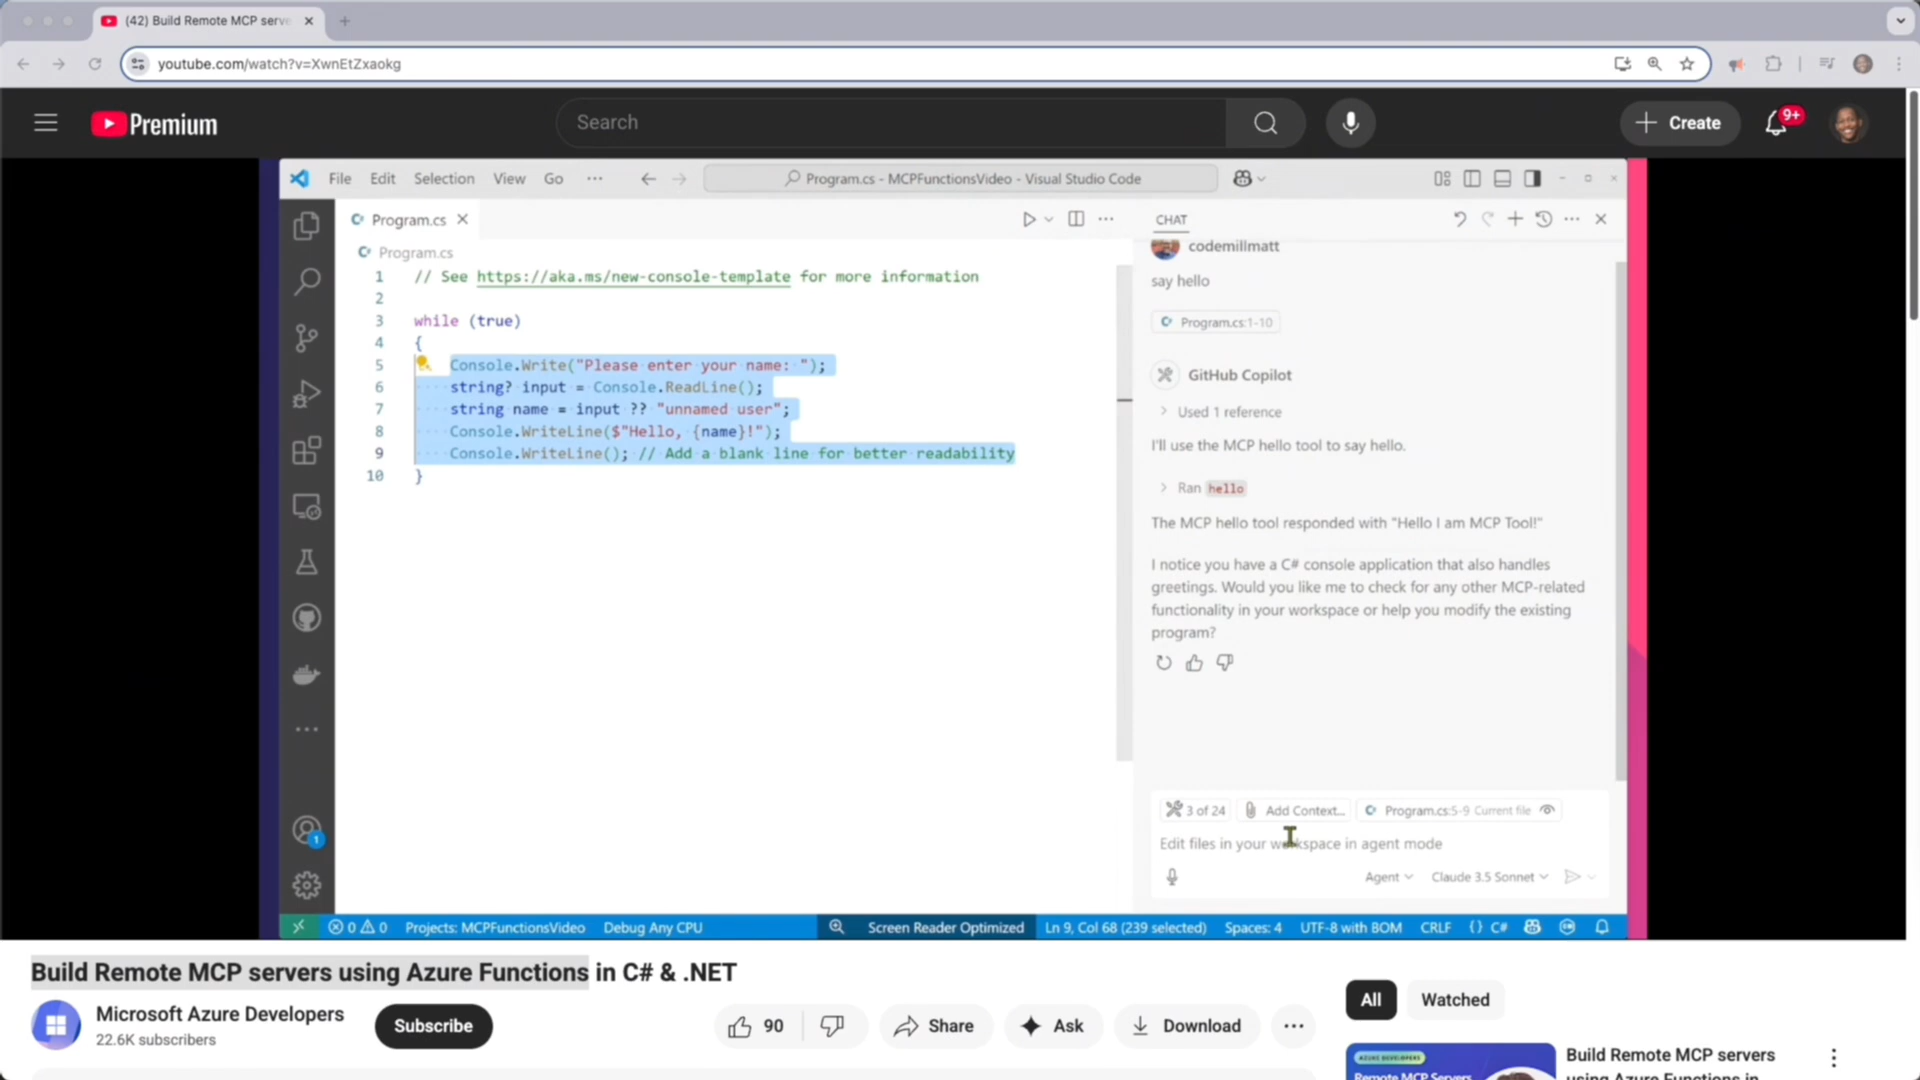 (42) Build Remote MCP serve
youtube.com/watch?v=XwnEtZxaokg
Premium
Search
Create
9+
File Edit Selection View Go ···
Program.cs - MCPFunctionsVideo - Visual Studio Code
Program.cs
Program.cs
1 // See https://aka.ms/new-console-template for more information
2
3 while (true)
4 {
5 Console.Write("Please enter your name: ");
6 string? input = Console.ReadLine();
7 string name = input ?? "unnamed user";
8 Console.WriteLine($"Hello, {name}!");
9 Console.WriteLine(); // Add a blank line for better readability
10 }
CHAT
codemillmatt
say hello
Program.cs:1-10
GitHub Copilot
Used 1 reference
I'll use the MCP hello tool to say hello.
Ran hello
The MCP hello tool responded with "Hello I am MCP Tool!"
I notice you have a C# console application that also handles
greetings. Would you like me to check for any other MCP-related
functionality in your workspace or help you modify the existing
program?
3 of 24 Add Context... Program.cs:5-9 Current file
Edit files in your workspace in agent mode
Agent Claude 3.5 Sonnet
1
0 0 Projects: MCPFunctionsVideo Debug Any CPU Screen Reader Optimized Ln 9, Col 68 (239 selected) Spaces: 4 UTF-8 with BOM CRLF {} C#
Build Remote MCP servers using Azure Functions in C# & .NET
Microsoft Azure Developers
22.6K subscribers
Subscribe
90
Share
Ask
Download
All
Watched
AZURE DEVELOPERS
Remote MCP Servers
Build Remote MCP servers
using Azure Functions in